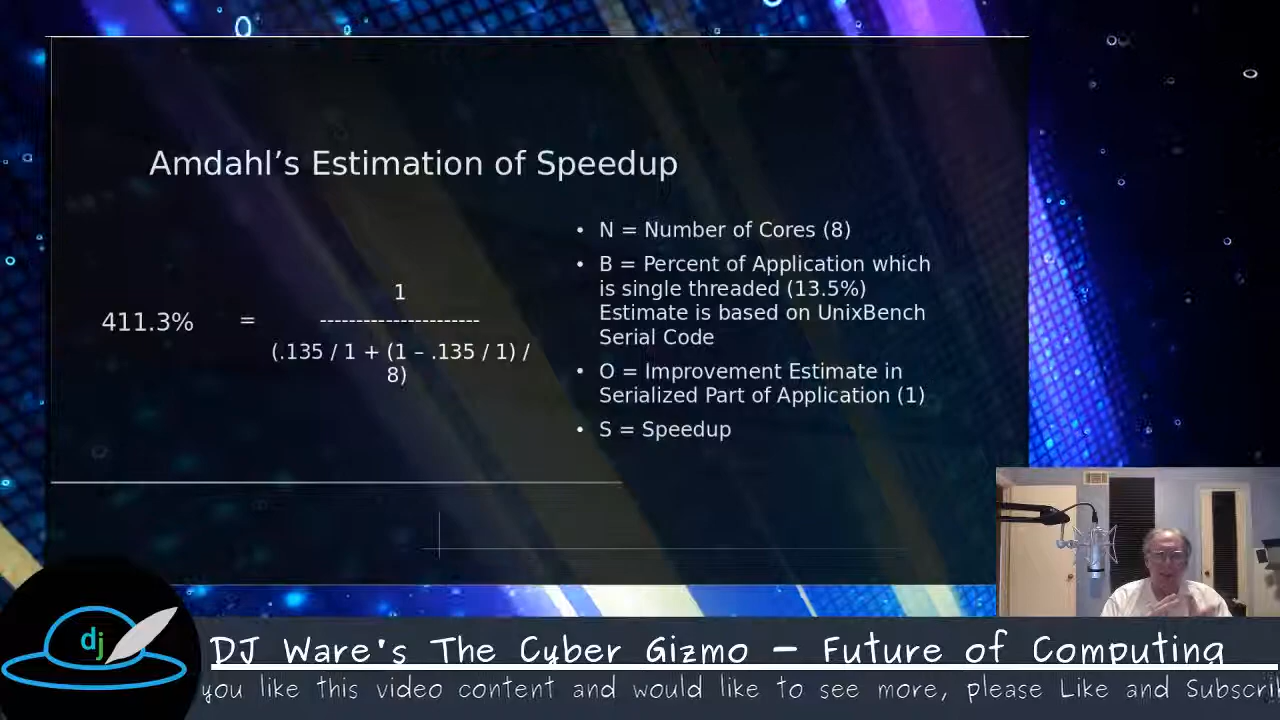 Amdahl's Estimation of Speedup
411.3% =
1
----------------------
(.135 / 1 + (1 – .135 / 1) /
8)
• N = Number of Cores (8)
• B = Percent of Application which
is single threaded (13.5%)
Estimate is based on UnixBench
Serial Code
• O = Improvement Estimate in
Serialized Part of Application (1)
• S = Speedup
dj
DJ Ware's The Cyber Gizmo – Future of Computing
you like this video content and would like to see more, please Like and Subscri